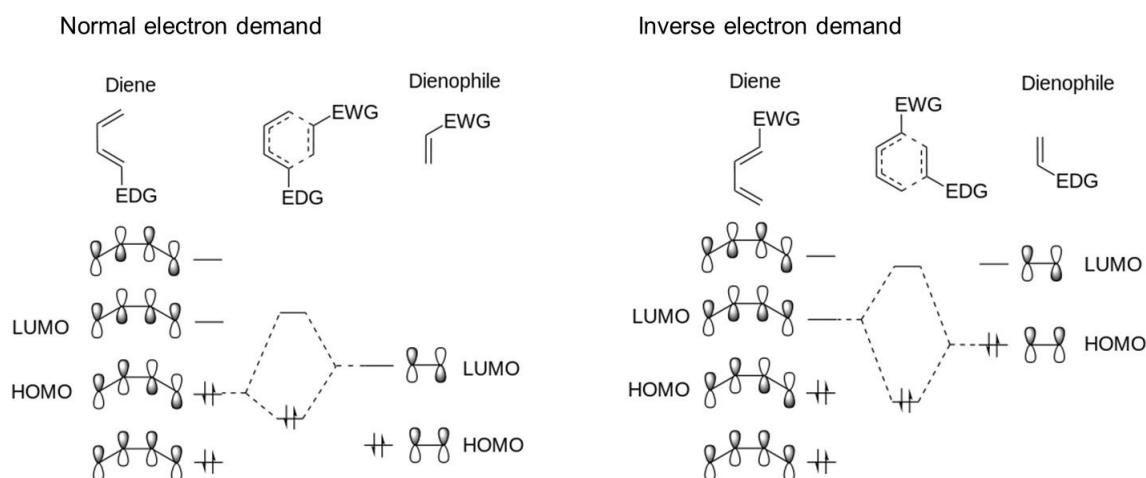 Normal electron demand
Diene
Dienophile
EWG
EWG
EDG
EDG
LUMO
HOMO
LUMO
HOMO
Inverse electron demand
Diene
Dienophile
EWG
EWG
EDG
EDG
LUMO
HOMO
LUMO
HOMO